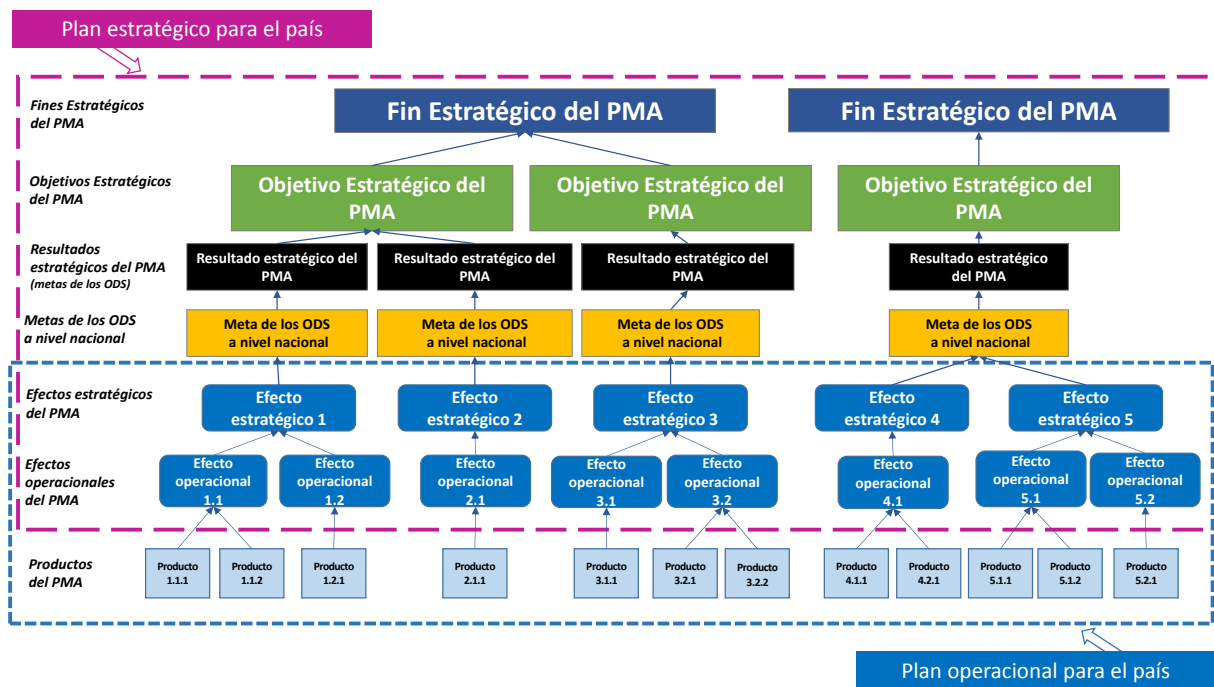 Plan estratégico para el país
Fines Estratégicos
del PMA
Fin Estratégico del PMA
Fin Estratégico del PMA
Objetivos Estratégicos
del PMA
Objetivo Estratégico del
PMA
Objetivo Estratégico del
PMA
Objetivo Estratégico del
PMA
Resultados
estratégicos del PMA
(metas de los ODS)
Resultado estratégico del
PMA
Resultado estratégico del
PMA
Resultado estratégico del
PMA
Resultado estratégico
del PMA
Metas de los ODS
a nivel nacional
Meta de los ODS
a nivel nacional
Meta de los ODS
a nivel nacional
Meta de los ODS
a nivel nacional
Meta de los ODS
a nivel nacional
Efectos estratégicos
del PMA
Efecto
estratégico 1
Efecto
estratégico 2
Efecto
estratégico 3
Efecto
estratégico 4
Efecto
estratégico 5
Efectos
operacionales
del PMA
Efecto
operacional
1.1
Efecto
operacional
1.2
Efecto
operacional
2.1
Efecto
operacional
3.1
Efecto
operacional
3.2
Efecto
operacional
4.1
Efecto
operacional
5.1
Efecto
operacional
5.2
Productos
del PMA
Producto
1.1.1
Producto
1.1.2
Producto
1.2.1
Producto
2.1.1
Producto
3.1.1
Producto
3.2.1
Producto
3.2.2
Producto
4.1.1
Producto
4.2.1
Producto
5.1.1
Producto
5.1.2
Producto
5.2.1
Plan operacional para el país